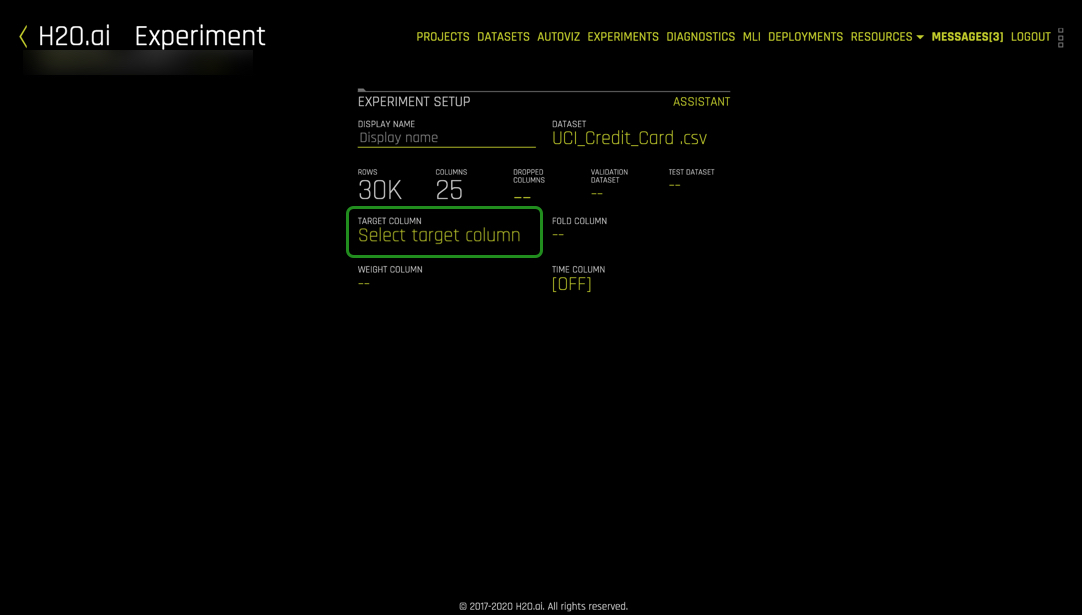 H2O.ai Experiment
PROJECTS DATASETS AUTOVIZ EXPERIMENTS DIAGNOSTICS MLI DEPLOYMENTS RESOURCES MESSAGES[3] LOGOUT
EXPERIMENT SETUP ASSISTANT
DISPLAY NAME DATASET
Display name UCI_Credit_Card .csv
ROWS COLUMNS DROPPED COLUMNS VALIDATION DATASET TEST DATASET
30K 25 -- -- --
TARGET COLUMN FOLD COLUMN
Select target column --
WEIGHT COLUMN TIME COLUMN
-- [OFF]
© 2017-2020 H2O.ai. All rights reserved.